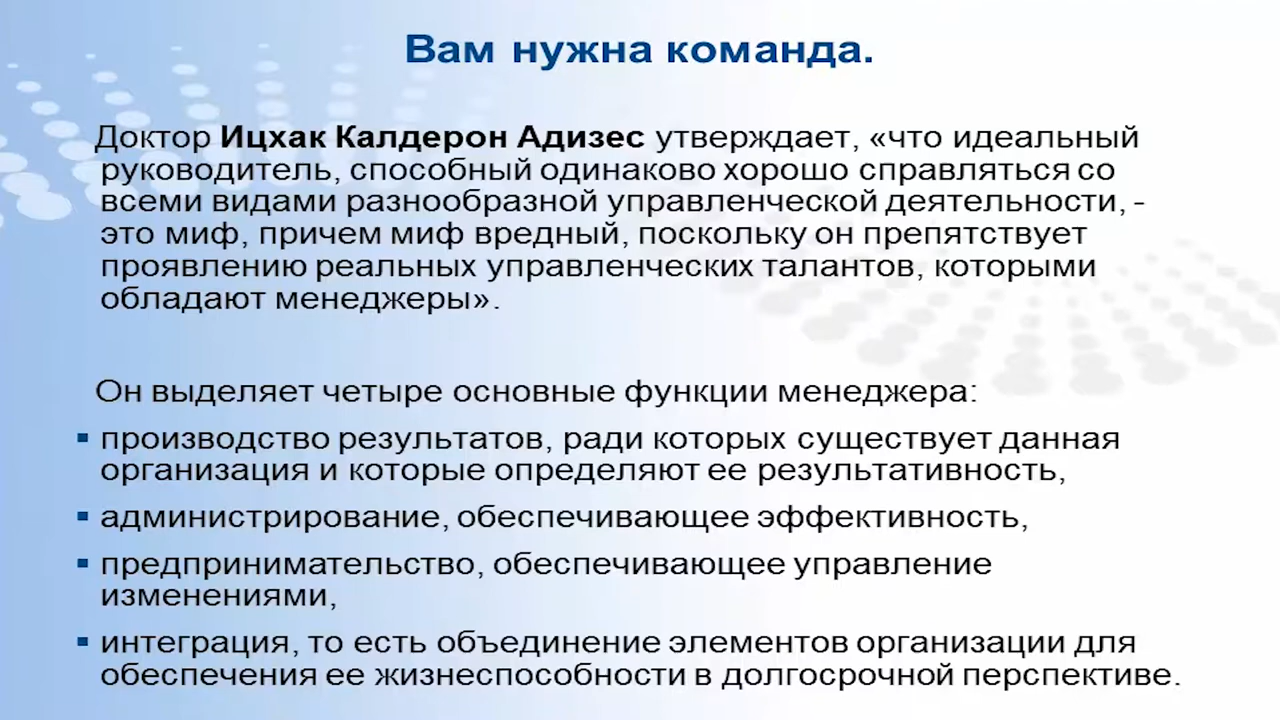 Вам нужна команда.
Доктор Ицхак Калдерон Адизес утверждает, «что идеальный
руководитель, способный одинаково хорошо справляться со
всеми видами разнообразной управленческой деятельности, -
это миф, причем миф вредный, поскольку он препятствует
проявлению реальных управленческих талантов, которыми
обладают менеджеры».
Он выделяет четыре основные функции менеджера:
▪ производство результатов, ради которых существует данная
организация и которые определяют ее результативность,
▪ администрирование, обеспечивающее эффективность,
▪ предпринимательство, обеспечивающее управление
изменениями,
▪ интеграция, то есть объединение элементов организации для
обеспечения ее жизнеспособности в долгосрочной перспективе.